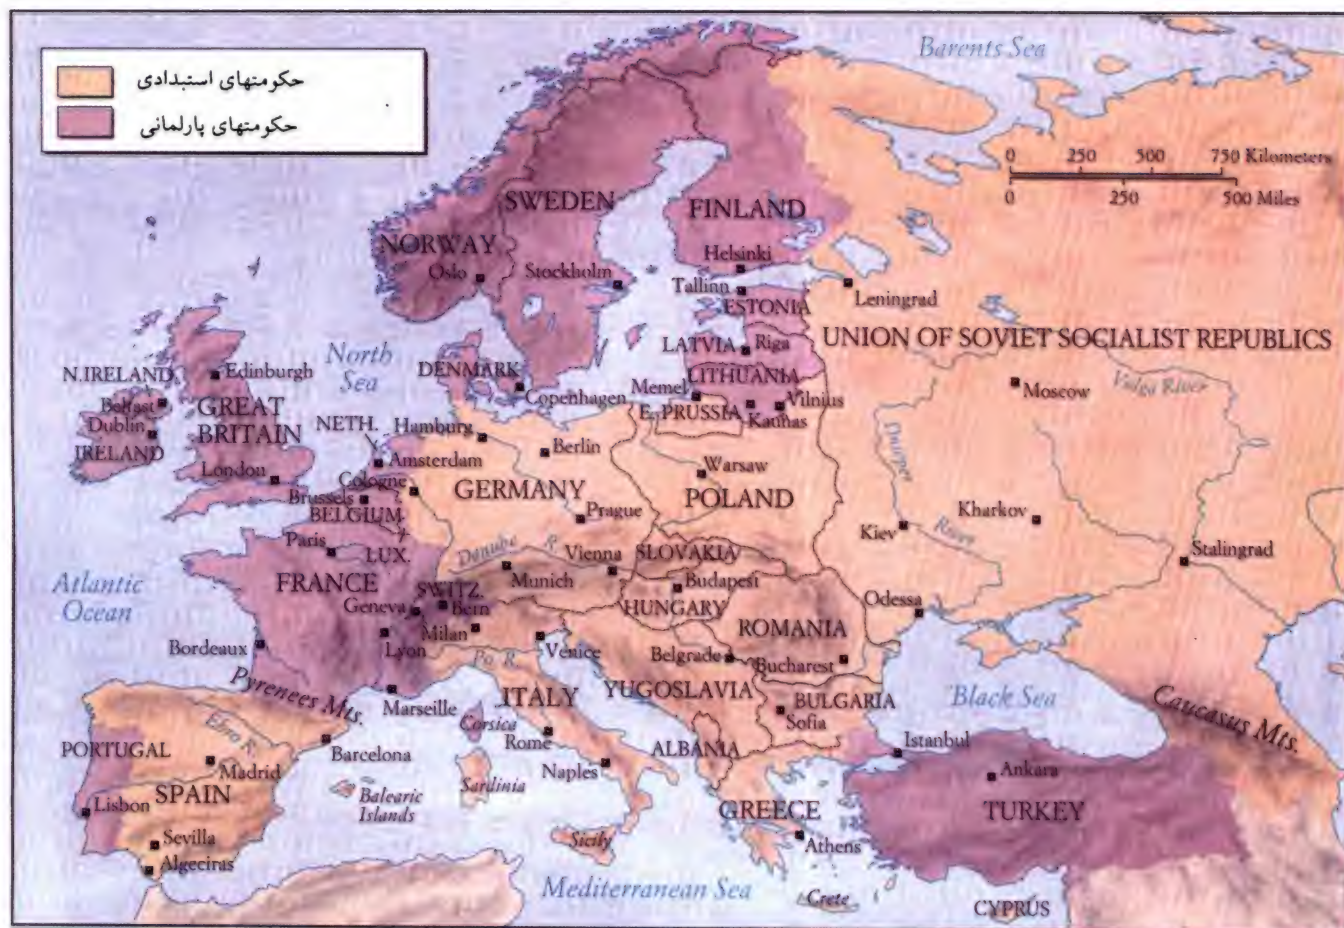 حکومتهای استبدادی
حکومتهای پارلمانی
Barents Sea
0 250 500 750 Kilometers
0 250 500 Miles
SWEDEN
FINLAND
NORWAY
Helsinki
Oslo
Stockholm
Tallinn
Leningrad
ESTONIA
UNION OF SOVIET SOCIALIST REPUBLICS
LATVIA
Riga
North
Sea
DENMARK
N.IRELAND
Edinburgh
LITHUANIA
Memel
Moscow
Volga River
Copenhagen
Vilnius
Belfast
GREAT
BRITAIN
E. PRUSSIA
Kaunas
Dublin
NETH.
Hamburg
IRELAND
Berlin
Dnieper
River
London
Amsterdam
Warsaw
Cologne
GERMANY
POLAND
Brussels
BELGIUM
Prague
Kharkov
Kiev
Paris
LUX.
Danube R.
Vienna
SLOVAKIA
Stalingrad
Atlantic
Ocean
FRANCE
SWITZ.
Munich
Budapest
Geneva
Bern
HUNGARY
Odessa
Milan
ROMANIA
Bordeaux
Lyon
Venice
Belgrade
Bucharest
Po R.
Pyrenees Mts.
YUGOSLAVIA
Black Sea
Caucasus Mts.
Marseille
ITALY
BULGARIA
Sofia
Ebro R.
Corsica
Rome
Istanbul
PORTUGAL
Barcelona
ALBANIA
Madrid
Naples
Ankara
Lisbon
SPAIN
Balearic
Islands
Sardinia
GREECE
TURKEY
Sevilla
Sicily
Athens
Algeciras
Mediterranean Sea
Crete
CYPRUS